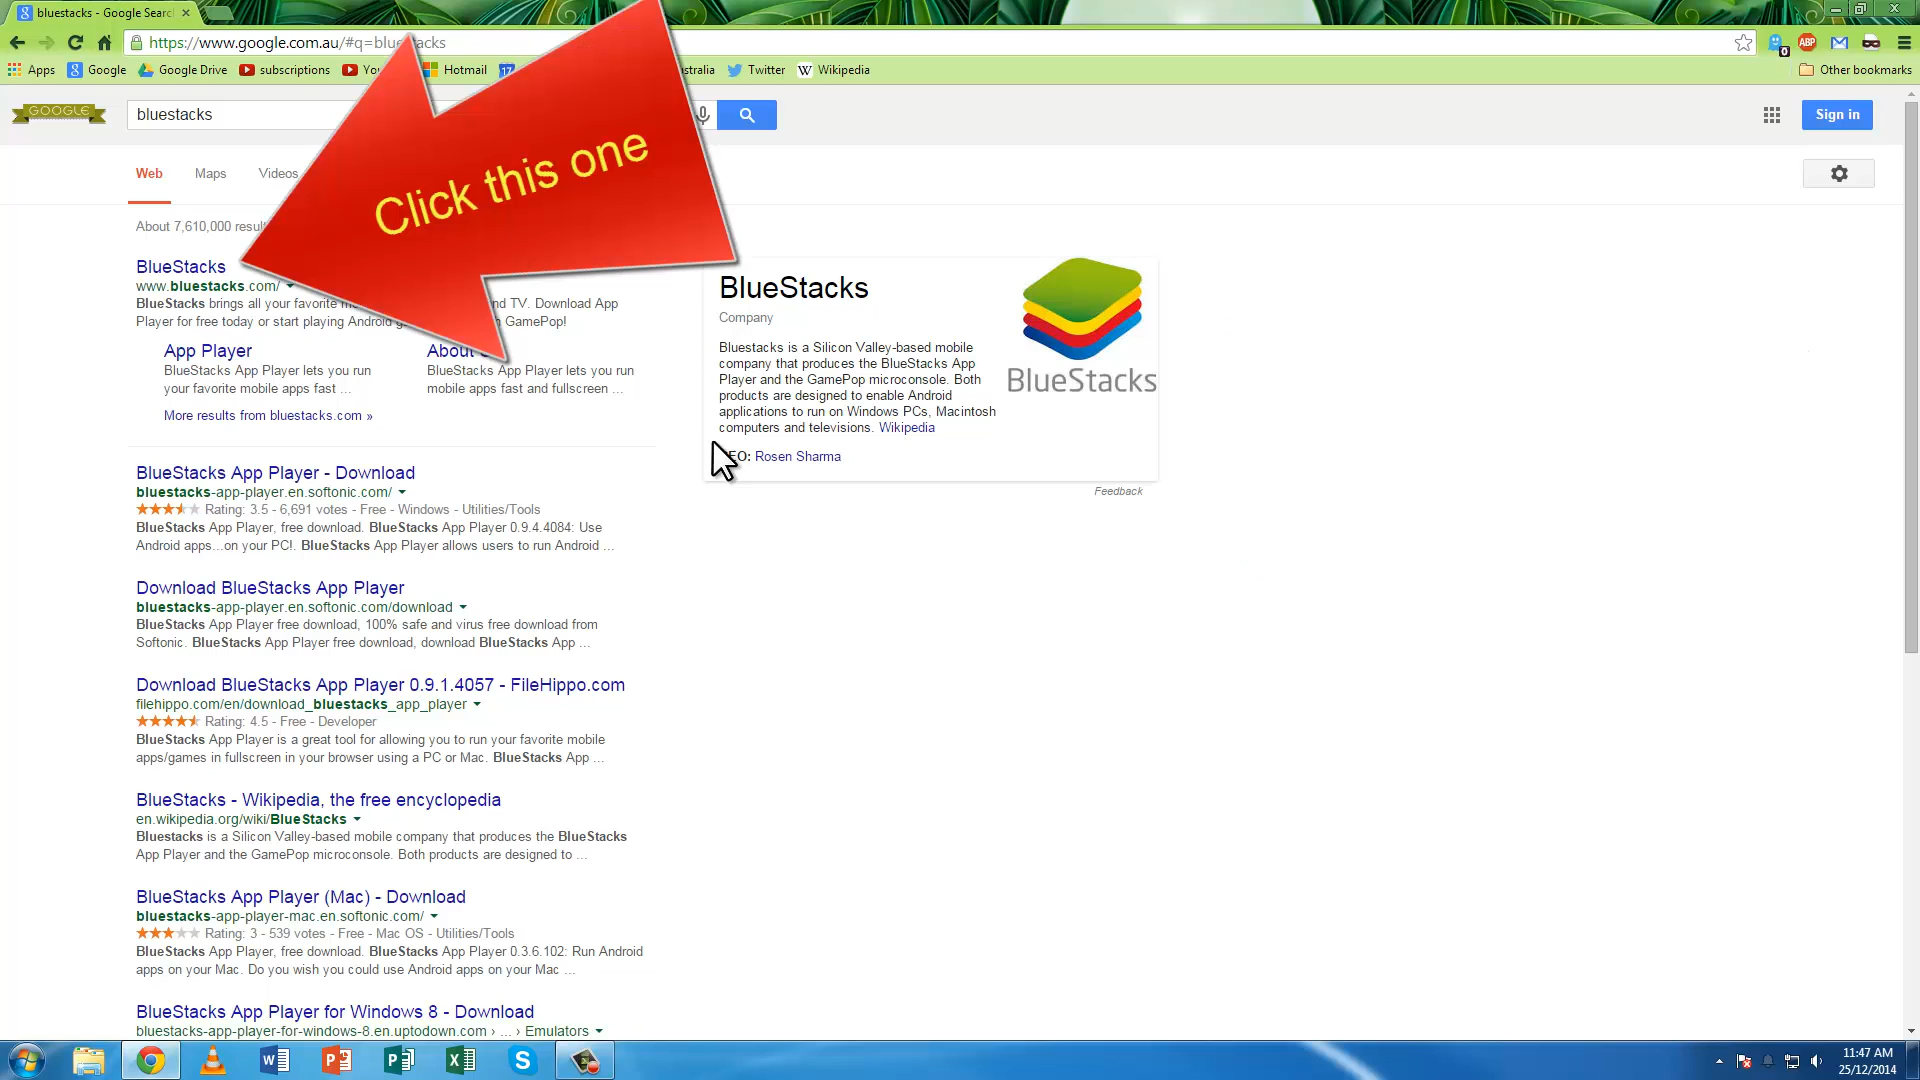 bluestacks - Google Search
https://www.google.com.au/#q=bluestacks
Apps
Google
Google Drive
subscriptions
Hotmail
17
Twitter
Wikipedia
Other bookmarks
ABP
0
GOOGLE
bluestacks
Sign in
Web
Maps
Videos
Click this one
About 7,610,000
BlueStacks
www.bluestacks.com/
BlueStacks brings all your favorite
nd TV. Download App
Player for free today or start playing Android
GamePop!
App Player
BlueStacks App Player lets you run
your favorite mobile apps fast ...
About
BlueStacks App Player lets you run
mobile apps fast and fullscreen ...
More results from bluestacks.com »
BlueStacks App Player - Download
bluestacks-app-player.en.softonic.com/
Rating: 3.5 - 6,691 votes - Free - Windows - Utilities/Tools
BlueStacks App Player, free download. BlueStacks App Player 0.9.4.4084: Use
Android apps...on your PC!. BlueStacks App Player allows users to run Android ...
Download BlueStacks App Player
bluestacks-app-player.en.softonic.com/download
BlueStacks App Player free download, 100% safe and virus free download from
Softonic. BlueStacks App Player free download, download BlueStacks App ...
Download BlueStacks App Player 0.9.1.4057 - FileHippo.com
filehippo.com/en/download_bluestacks_app_player
Rating: 4.5 - Free - Developer
BlueStacks App Player is a great tool for allowing you to run your favorite mobile
apps/games in fullscreen in your browser using a PC or Mac. BlueStacks App ...
BlueStacks - Wikipedia, the free encyclopedia
en.wikipedia.org/wiki/BlueStacks
Bluestacks is a Silicon Valley-based mobile company that produces the BlueStacks
App Player and the GamePop microconsole. Both products are designed to ...
BlueStacks App Player (Mac) - Download
bluestacks-app-player-mac.en.softonic.com/
Rating: 3 - 539 votes - Free - Mac OS - Utilities/Tools
BlueStacks App Player, free download. BlueStacks App Player 0.3.6.102: Run Android
apps on your Mac. Do you wish you could use Android apps on your Mac ...
BlueStacks App Player for Windows 8 - Download
bluestacks-app-player-for-windows-8.en.uptodown.com › ... › Emulators
BlueStacks
Company
Bluestacks is a Silicon Valley-based mobile
company that produces the BlueStacks App
Player and the GamePop microconsole. Both
products are designed to enable Android
applications to run on Windows PCs, Macintosh
computers and televisions. Wikipedia
EO: Rosen Sharma
BlueStacks
Feedback
11:47 AM
25/12/2014